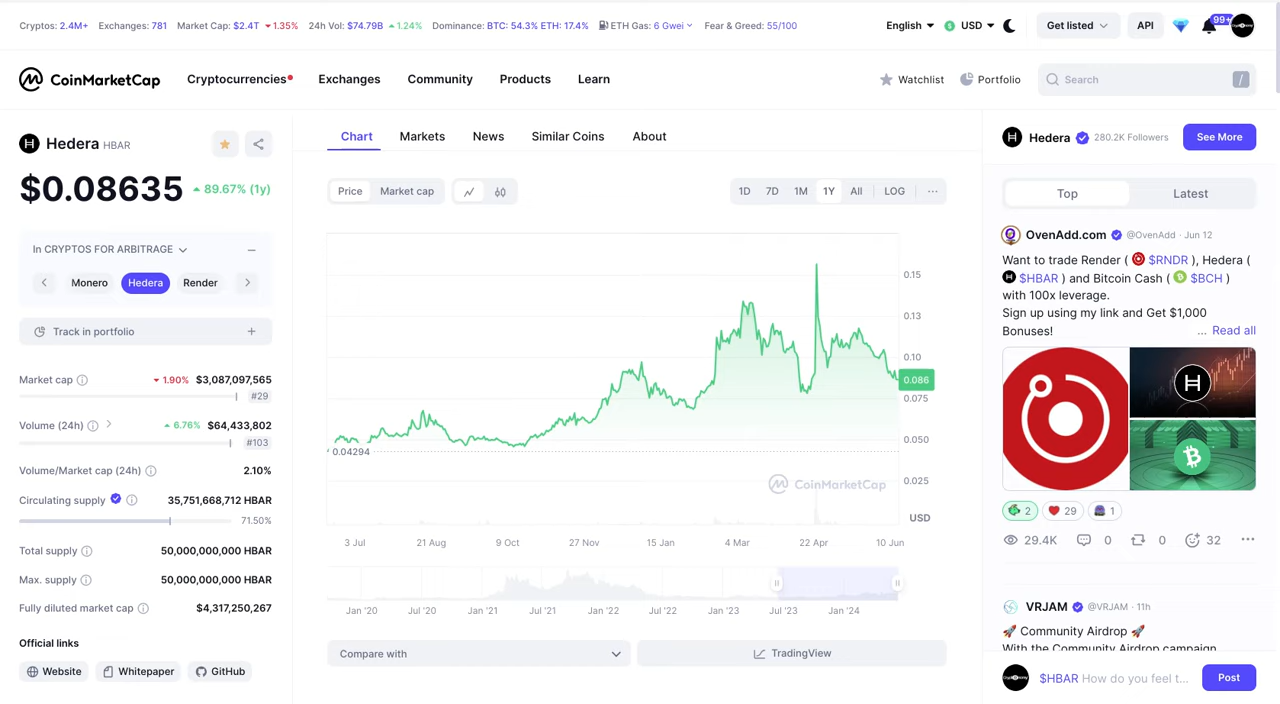 Cryptos: 2.4M+ Exchanges: 781 Market Cap: $2.4T 1.35% 24h Vol: $74.79B 1.24% Dominance: BTC: 54.3% ETH: 17.4% ETH Gas: 6 Gwei Fear & Greed: 55/100
English USD Get listed API 99+
CoinMarketCap Cryptocurrencies Exchanges Community Products Learn Watchlist Portfolio Search /
Hedera HBAR
$0.08635 89.67% (1y)
In CRYPTOS FOR ARBITRAGE
Monero Hedera Render
Track in portfolio +
Market cap 1.90% $3,087,097,565
#29
Volume (24h) 6.76% $64,433,802
#103
Volume/Market cap (24h) 2.10%
Circulating supply 35,751,668,712 HBAR
71.50%
Total supply 50,000,000,000 HBAR
Max. supply 50,000,000,000 HBAR
Fully diluted market cap $4,317,250,267
Official links
Website Whitepaper GitHub
Chart Markets News Similar Coins About
Price Market cap 1D 7D 1M 1Y All LOG ...
0.15
0.13
0.10
0.086
0.075
0.050
0.04294
0.025
CoinMarketCap
USD
3 Jul 21 Aug 9 Oct 27 Nov 15 Jan 4 Mar 22 Apr 10 Jun
Jan '20 Jul '20 Jan '21 Jul '21 Jan '22 Jul '22 Jan '23 Jul '23 Jan '24
Compare with TradingView
Hedera 280.2K Followers See More
Top Latest
OvenAdd.com @OvenAdd · Jun 12
Want to trade Render ( $RNDR ), Hedera (
$HBAR ) and Bitcoin Cash ( $BCH )
with 100x leverage.
Sign up using my link and Get $1,000
Bonuses! ... Read all
2 29 1
29.4K 0 0 32 ...
VRJAM @VRJAM · 11h
🚀 Community Airdrop 🚀
With the Community Airdrop campaign
$HBAR How do you feel t... Post